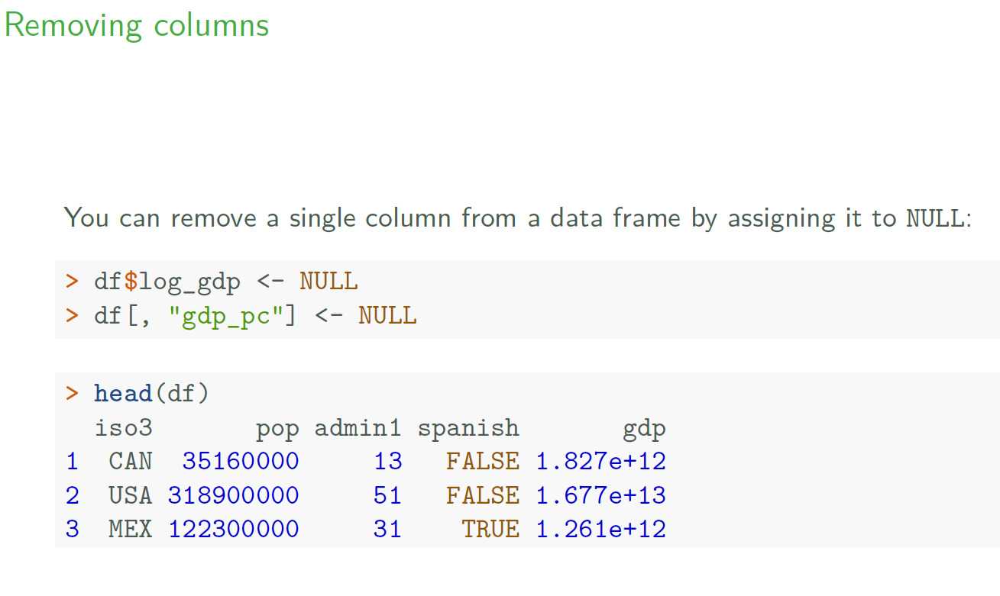 Removing columns
You can remove a single column from a data frame by assigning it to NULL:
> df$log_gdp <- NULL
> df[, "gdp_pc"] <- NULL
> head(df)
  iso3       pop admin1 spanish       gdp
1  CAN  35160000     13   FALSE 1.827e+12
2  USA 318900000     51   FALSE 1.677e+13
3  MEX 122300000     31    TRUE 1.261e+12